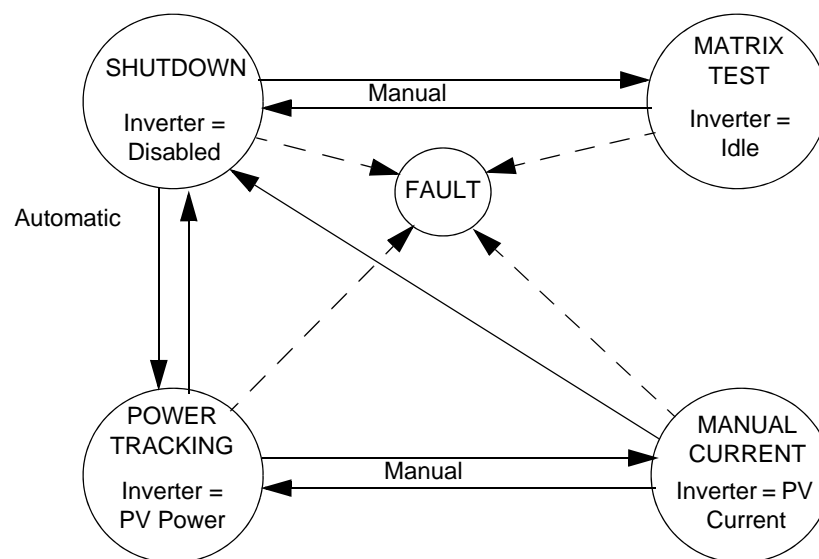 SHUTDOWN
Inverter =
Disabled
Manual
MATRIX
TEST
Inverter =
Idle
FAULT
Automatic
POWER
TRACKING
Inverter =
PV Power
Manual
MANUAL
CURRENT
Inverter = PV
Current